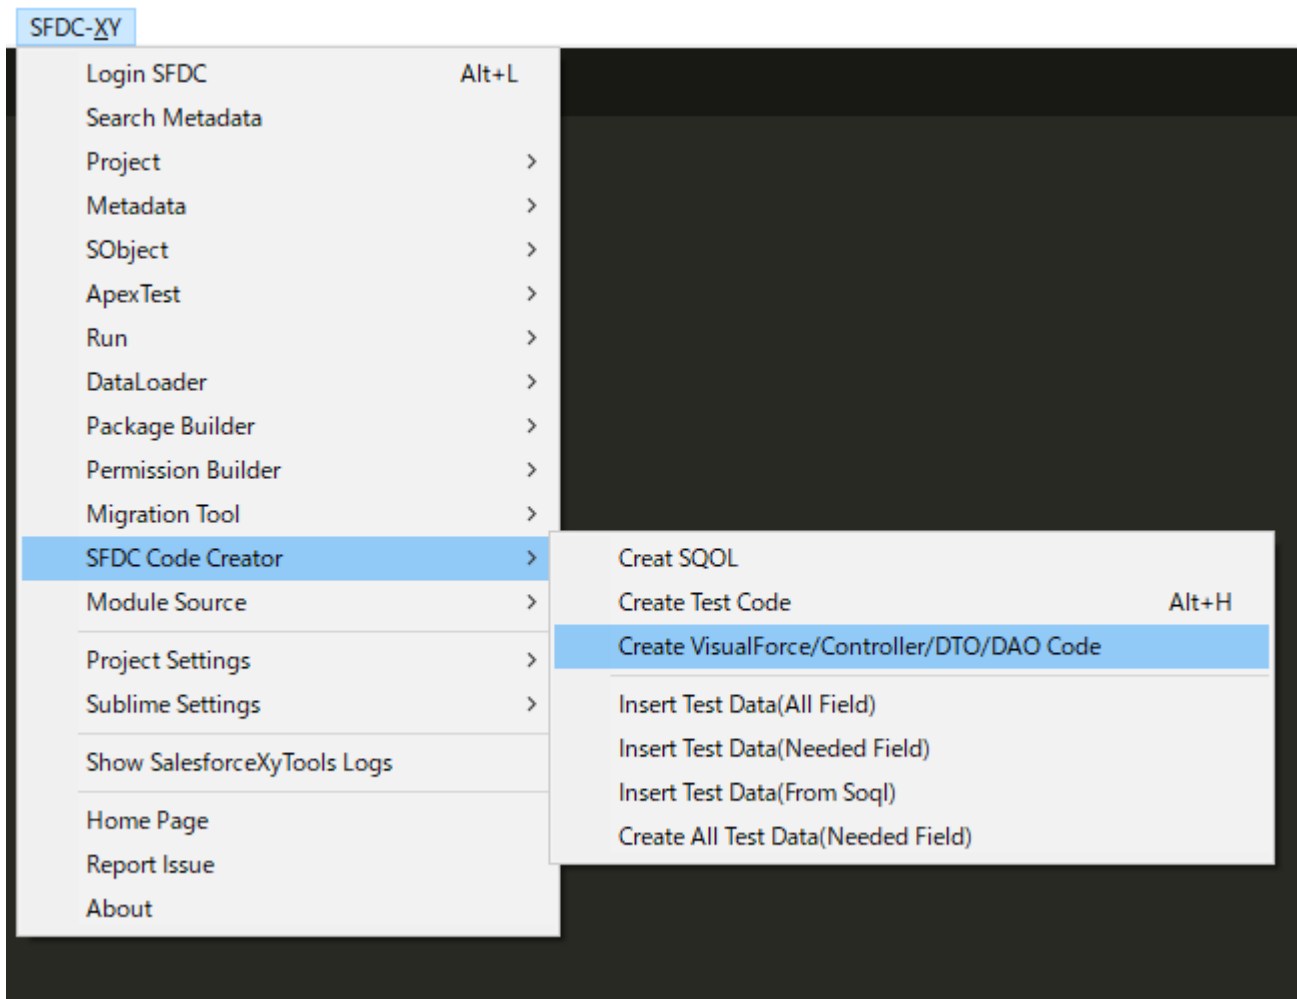 SFDC-XY
Login SFDC Alt+L
Search Metadata
Project
Metadata
SObject
ApexTest
Run
DataLoader
Package Builder
Permission Builder
Migration Tool
SFDC Code Creator
Module Source
Project Settings
Sublime Settings
Show SalesforceXyTools Logs
Home Page
Report Issue
About
Creat SQOL
Create Test Code Alt+H
Create VisualForce/Controller/DTO/DAO Code
Insert Test Data(All Field)
Insert Test Data(Needed Field)
Insert Test Data(From Soql)
Create All Test Data(Needed Field)